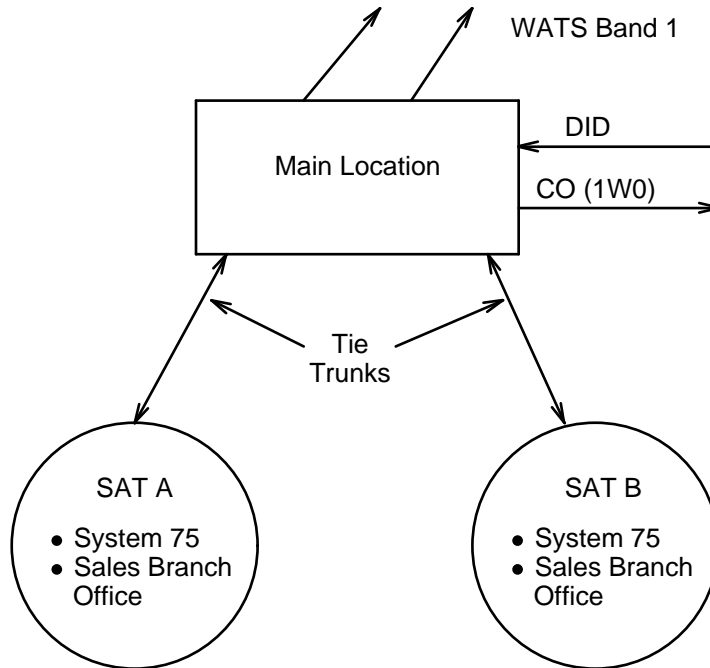 WATS Band 1
DID
Main Location
CO (1W0)
Tie
Trunks
SAT A
• System 75
• Sales Branch
Office
SAT B
• System 75
• Sales Branch
Office